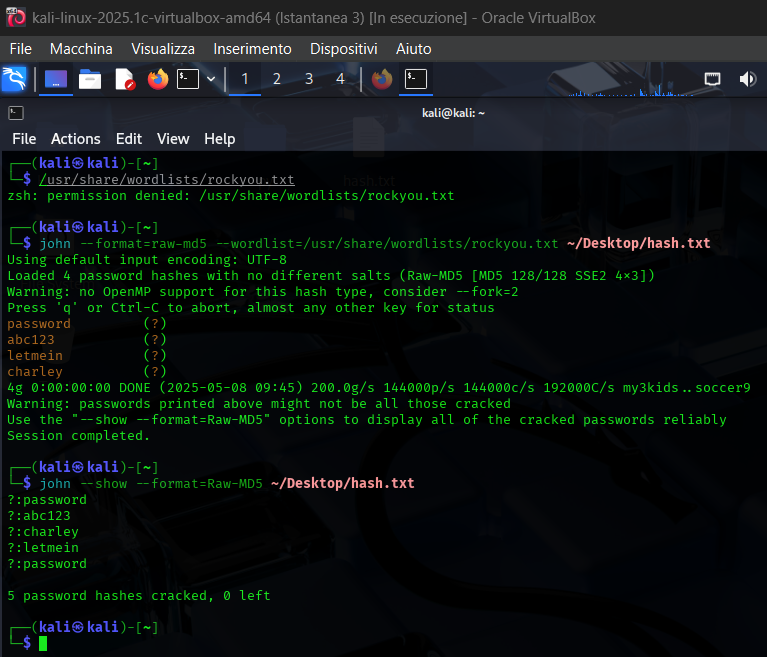 kali-linux-2025.1c-virtualbox-amd64 (Istantanea 3) [In esecuzione] - Oracle VirtualBox
File Macchina Visualizza Inserimento Dispositivi Aiuto
1 2 3 4
kali@kali: ~
File Actions Edit View Help
┌──(kali㉿kali)-[~]
└─$ /usr/share/wordlists/rockyou.txt
zsh: permission denied: /usr/share/wordlists/rockyou.txt
┌──(kali㉿kali)-[~]
└─$ john --format=raw-md5 --wordlist=/usr/share/wordlists/rockyou.txt ~/Desktop/hash.txt
Using default input encoding: UTF-8
Loaded 4 password hashes with no different salts (Raw-MD5 [MD5 128/128 SSE2 4×3])
Warning: no OpenMP support for this hash type, consider --fork=2
Press 'q' or Ctrl-C to abort, almost any other key for status
password (?)
abc123 (?)
letmein (?)
charley (?)
4g 0:00:00:00 DONE (2025-05-08 09:45) 200.0g/s 144000p/s 144000c/s 192000C/s my3kids..soccer9
Warning: passwords printed above might not be all those cracked
Use the "--show --format=Raw-MD5" options to display all of the cracked passwords reliably
Session completed.
┌──(kali㉿kali)-[~]
└─$ john --show --format=Raw-MD5 ~/Desktop/hash.txt
?:password
?:abc123
?:charley
?:letmein
?:password
5 password hashes cracked, 0 left
┌──(kali㉿kali)-[~]
└─$